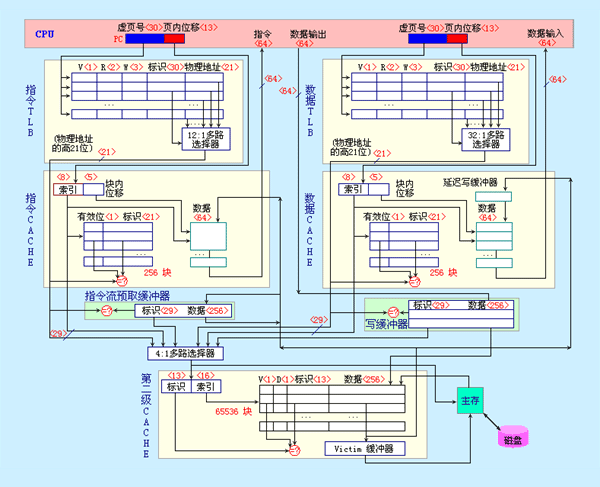 CPU
虚页号<30>页内位移<13>
PC
指令
<64>
数据输出
<64>
虚页号<30>页内位移<13>
数据输入
<64>
指令TLB
V<1> R<2> W<3> 标识<30>物理地址<21>
...
...
12:1多路
选择器
(物理地址
的高21位)
<21>
<64>
<64>
数据TLB
V<1> R<2> W<3> 标识<30>物理地址<21>
...
...
32:1多路
选择器
(物理地址
的高21位)
<21>
<64>
指令CACHE
<8> <5>
索引
块内
位移
有效位<1> 标识<21>
数据
<64>
...
...
=?
256 块
数据CACHE
<8> <5>
索引
块内
位移
延迟写缓冲器
有效位<1> 标识<21>
数据
<64>
...
...
=?
256 块
指令流预取缓冲器
=?
标识<29> 数据<256>
=?
标识<29> 数据<256>
写缓冲器
<29>
<29>
<29>
4:1多路选择器
第二级CACHE
<13> <16>
标识 索引
65536 块
V<1>D<1>标识<13> 数据<256>
...
=?
Victim 缓冲器
主存
磁盘